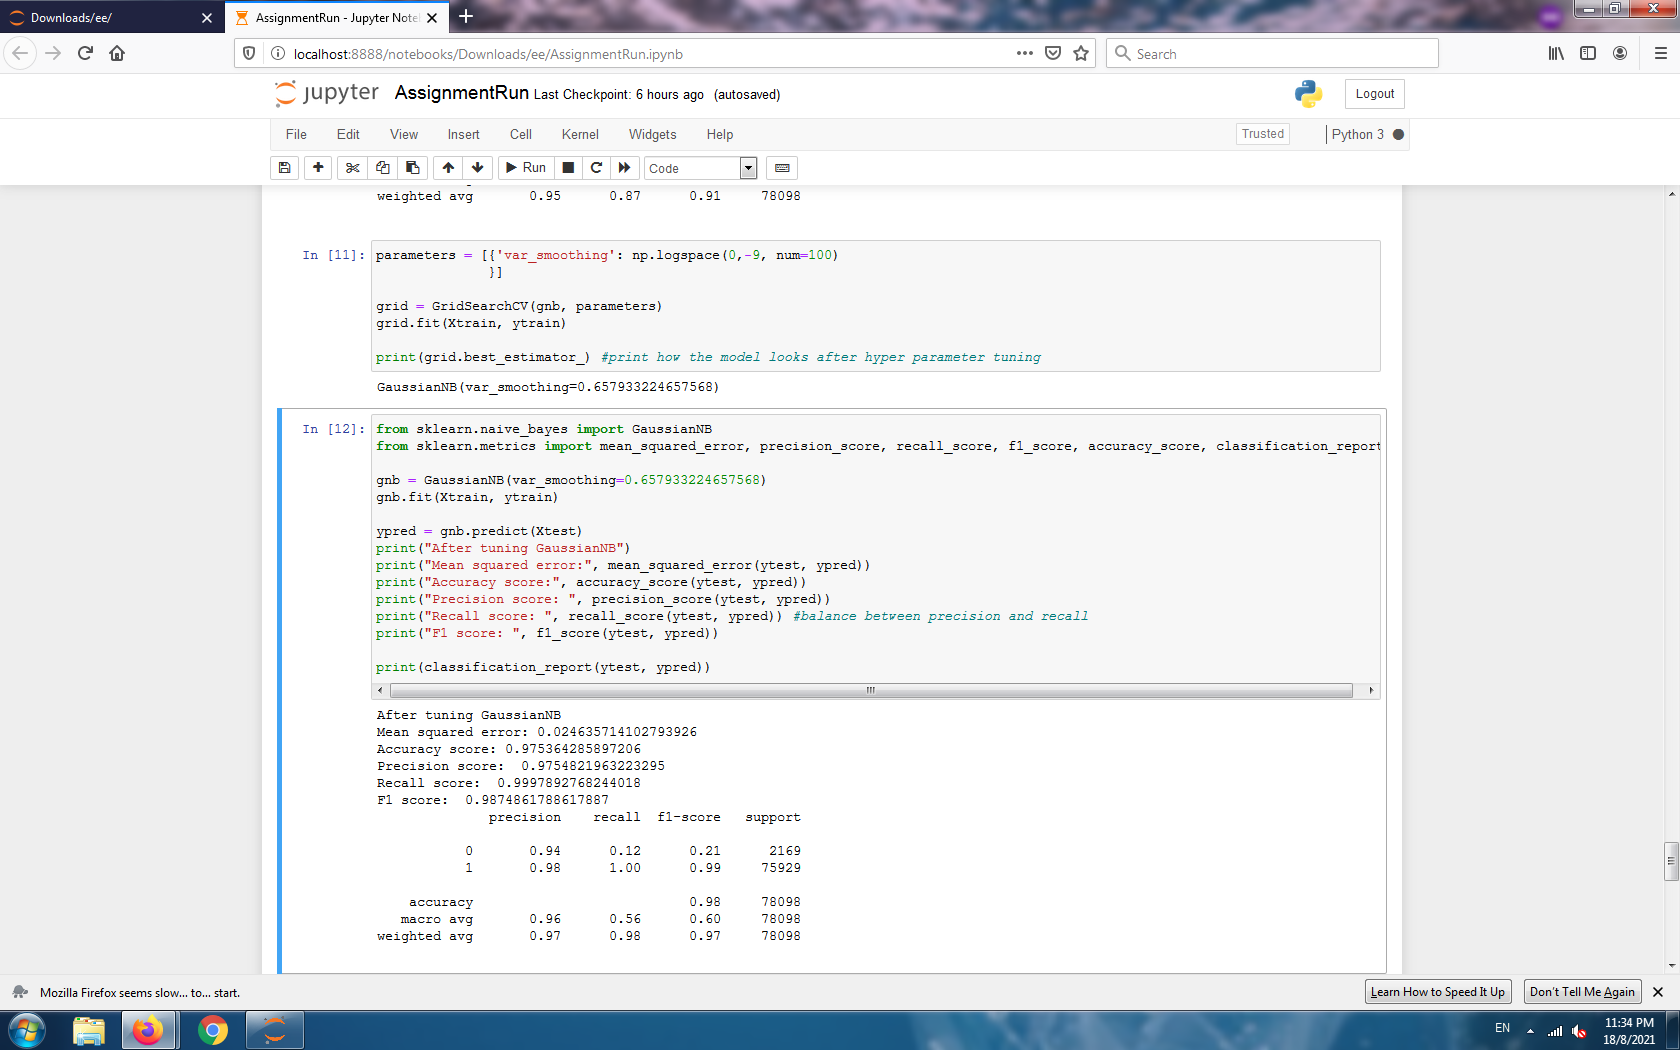 Downloads/ee/
AssignmentRun - Jupyter Note
localhost:8888/notebooks/Downloads/ee/AssignmentRun.ipynb
Search
jupyter AssignmentRun Last Checkpoint: 6 hours ago (autosaved)
Logout
File Edit View Insert Cell Kernel Widgets Help
Trusted
Python 3
Run
Code
weighted avg 0.95 0.87 0.91 78098
In [11]:
parameters = [{'var_smoothing': np.logspace(0,-9, num=100)
}]
grid = GridSearchCV(gnb, parameters)
grid.fit(Xtrain, ytrain)
print(grid.best_estimator_) #print how the model looks after hyper parameter tuning
GaussianNB(var_smoothing=0.657933224657568)
In [12]:
from sklearn.naive_bayes import GaussianNB
from sklearn.metrics import mean_squared_error, precision_score, recall_score, f1_score, accuracy_score, classification_report
gnb = GaussianNB(var_smoothing=0.657933224657568)
gnb.fit(Xtrain, ytrain)
ypred = gnb.predict(Xtest)
print("After tuning GaussianNB")
print("Mean squared error:", mean_squared_error(ytest, ypred))
print("Accuracy score:", accuracy_score(ytest, ypred))
print("Precision score: ", precision_score(ytest, ypred))
print("Recall score: ", recall_score(ytest, ypred)) #balance between precision and recall
print("F1 score: ", f1_score(ytest, ypred))
print(classification_report(ytest, ypred))
After tuning GaussianNB
Mean squared error: 0.024635714102793926
Accuracy score: 0.975364285897206
Precision score:  0.9754821963223295
Recall score:  0.9997892768244018
F1 score:  0.9874861788617887
precision recall f1-score support
0 0.94 0.12 0.21 2169
1 0.98 1.00 0.99 75929
accuracy 0.98 78098
macro avg 0.96 0.56 0.60 78098
weighted avg 0.97 0.98 0.97 78098
Mozilla Firefox seems slow... to... start.
Learn How to Speed It Up
Don't Tell Me Again
EN
11:34 PM
18/8/2021